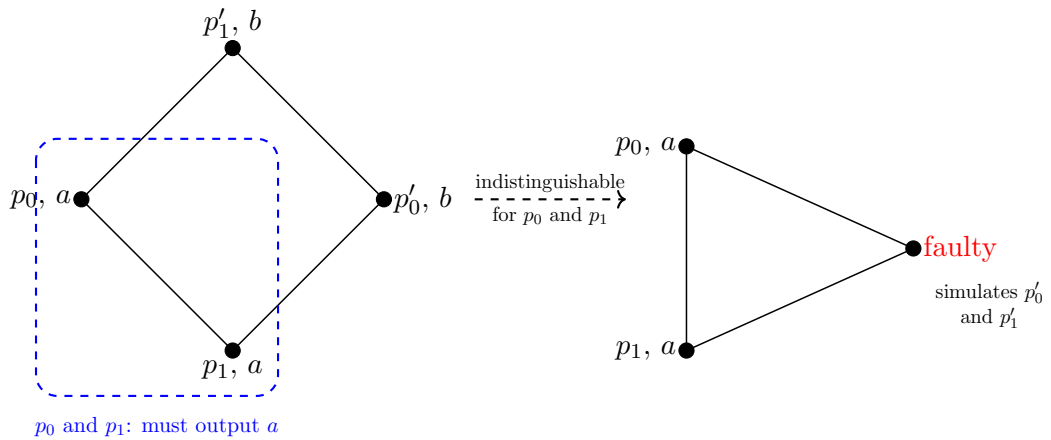 p′₁, b
p₀, a
p′₀, b
p₁, a
p₀ and p₁: must output a
indistinguishable
for p₀ and p₁
p₀, a
faulty
simulates p′₀
and p′₁
p₁, a